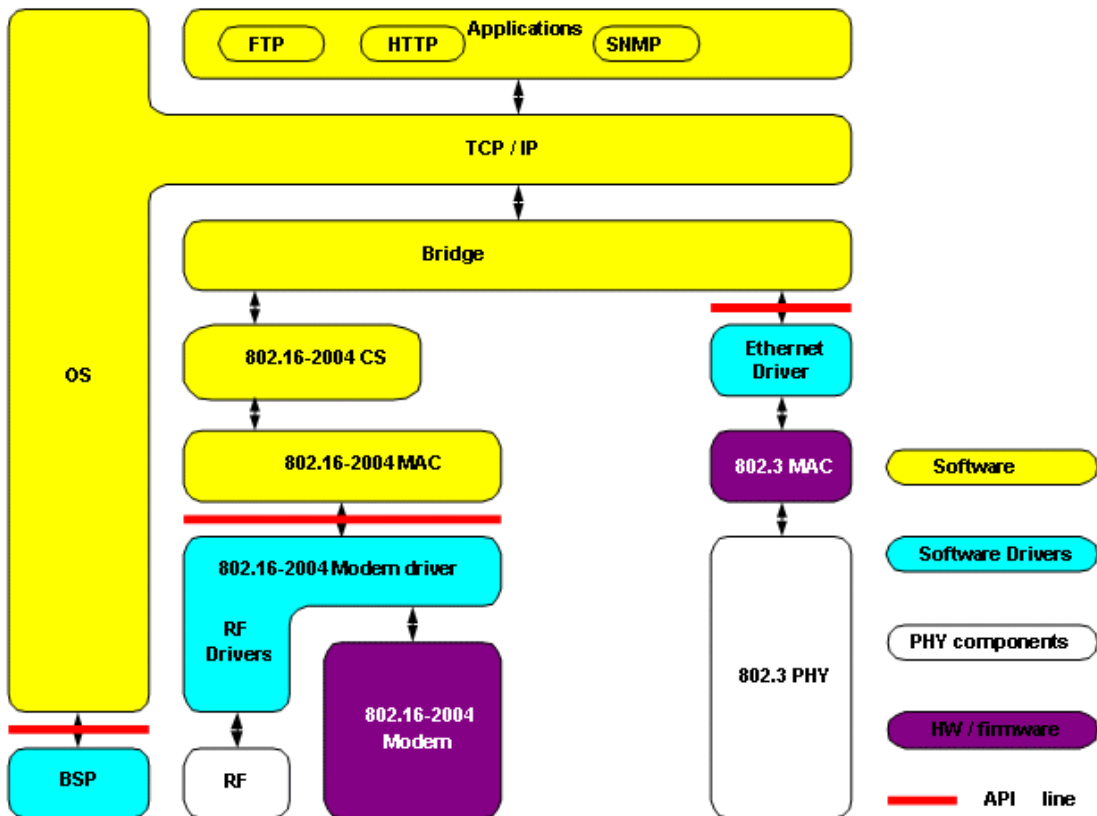 Applications
FTP
HTTP
SNMP
TCP / IP
Bridge
OS
802.16-2004 CS
Ethernet
Driver
802.16-2004 MAC
802.3 MAC
Software
802.16-2004 Modern driver
Software Drivers
RF
Drivers
PHY components
802.3 PHY
802.16-2004
Modern
HW / firmware
BSP
RF
API line